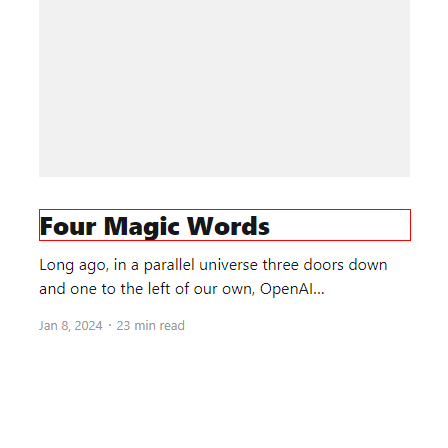 Four Magic Words
Long ago, in a parallel universe three doors down
and one to the left of our own, OpenAI...
Jan 8, 2024 · 23 min read